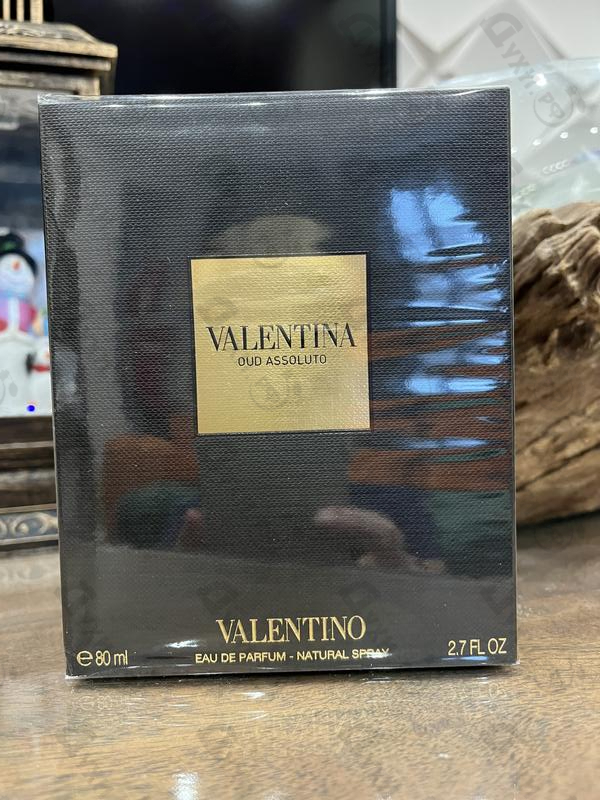 VALENTINA
OUD ASSOLUTO
VALENTINO
℮ 80 ml
EAU DE PARFUM - NATURAL SPRAY
2.7 FL OZ